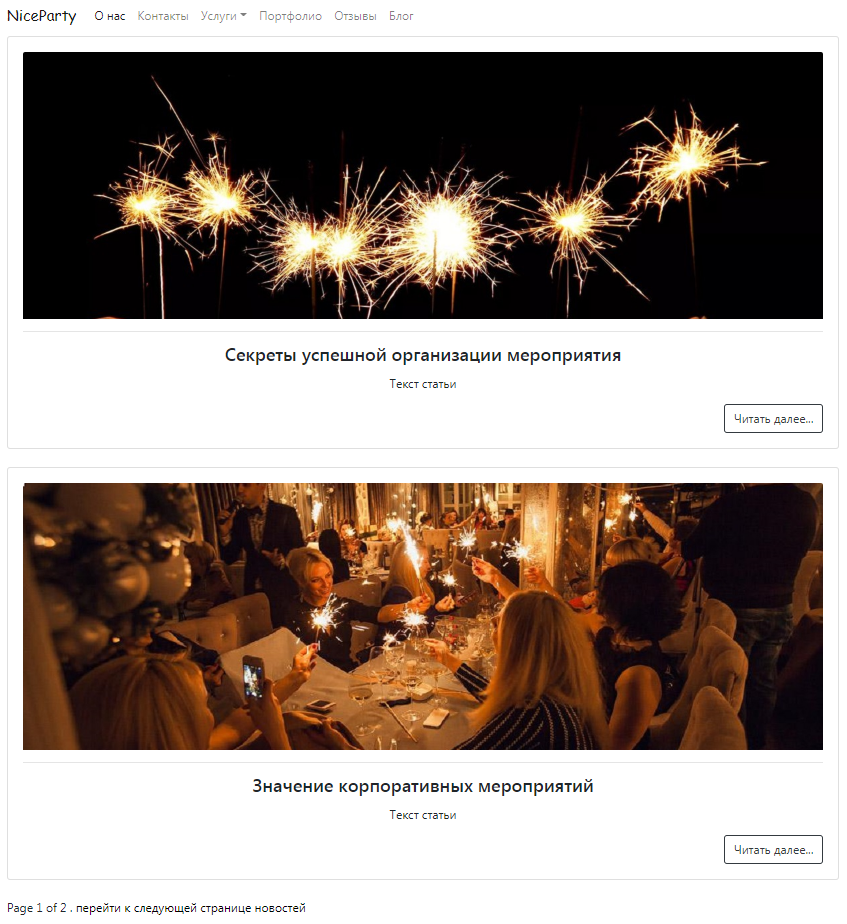 NiceParty О нас Контакты Услуги Портфолио Отзывы Блог
Секреты успешной организации мероприятия
Текст статьи
Читать далее...
Значение корпоративных мероприятий
Текст статьи
Читать далее...
Page 1 of 2 . перейти к следующей странице новостей